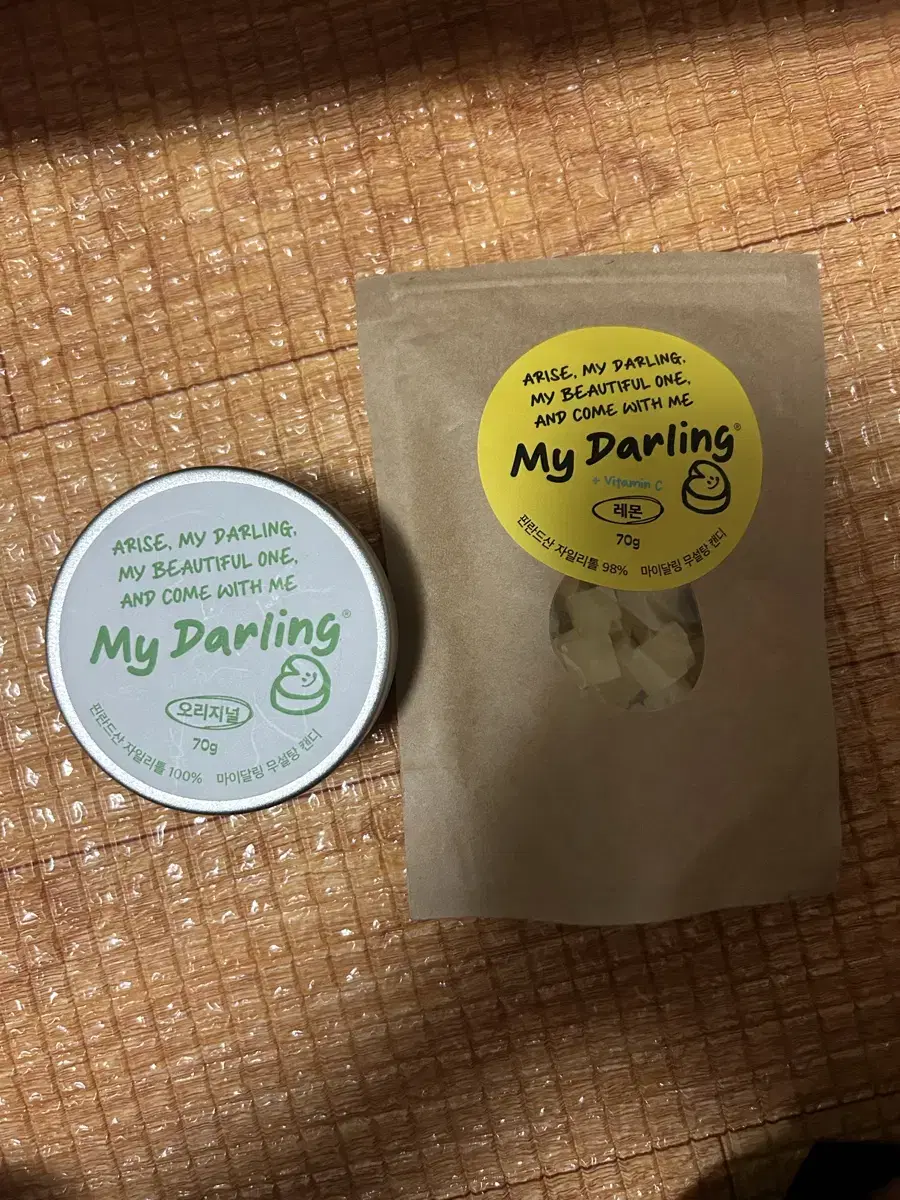 ARISE, MY DARLING,
MY BEAUTIFUL ONE,
AND COME WITH ME
My Darling®
오리지널
70g
핀란드산 자일리톨 100% 마이달링 무설탕 캔디
ARISE, MY DARLING,
MY BEAUTIFUL ONE,
AND COME WITH ME
My Darling®
+ Vitamin C
레몬
70g
핀란드산 자일리톨 98% 마이달링 무설탕 캔디